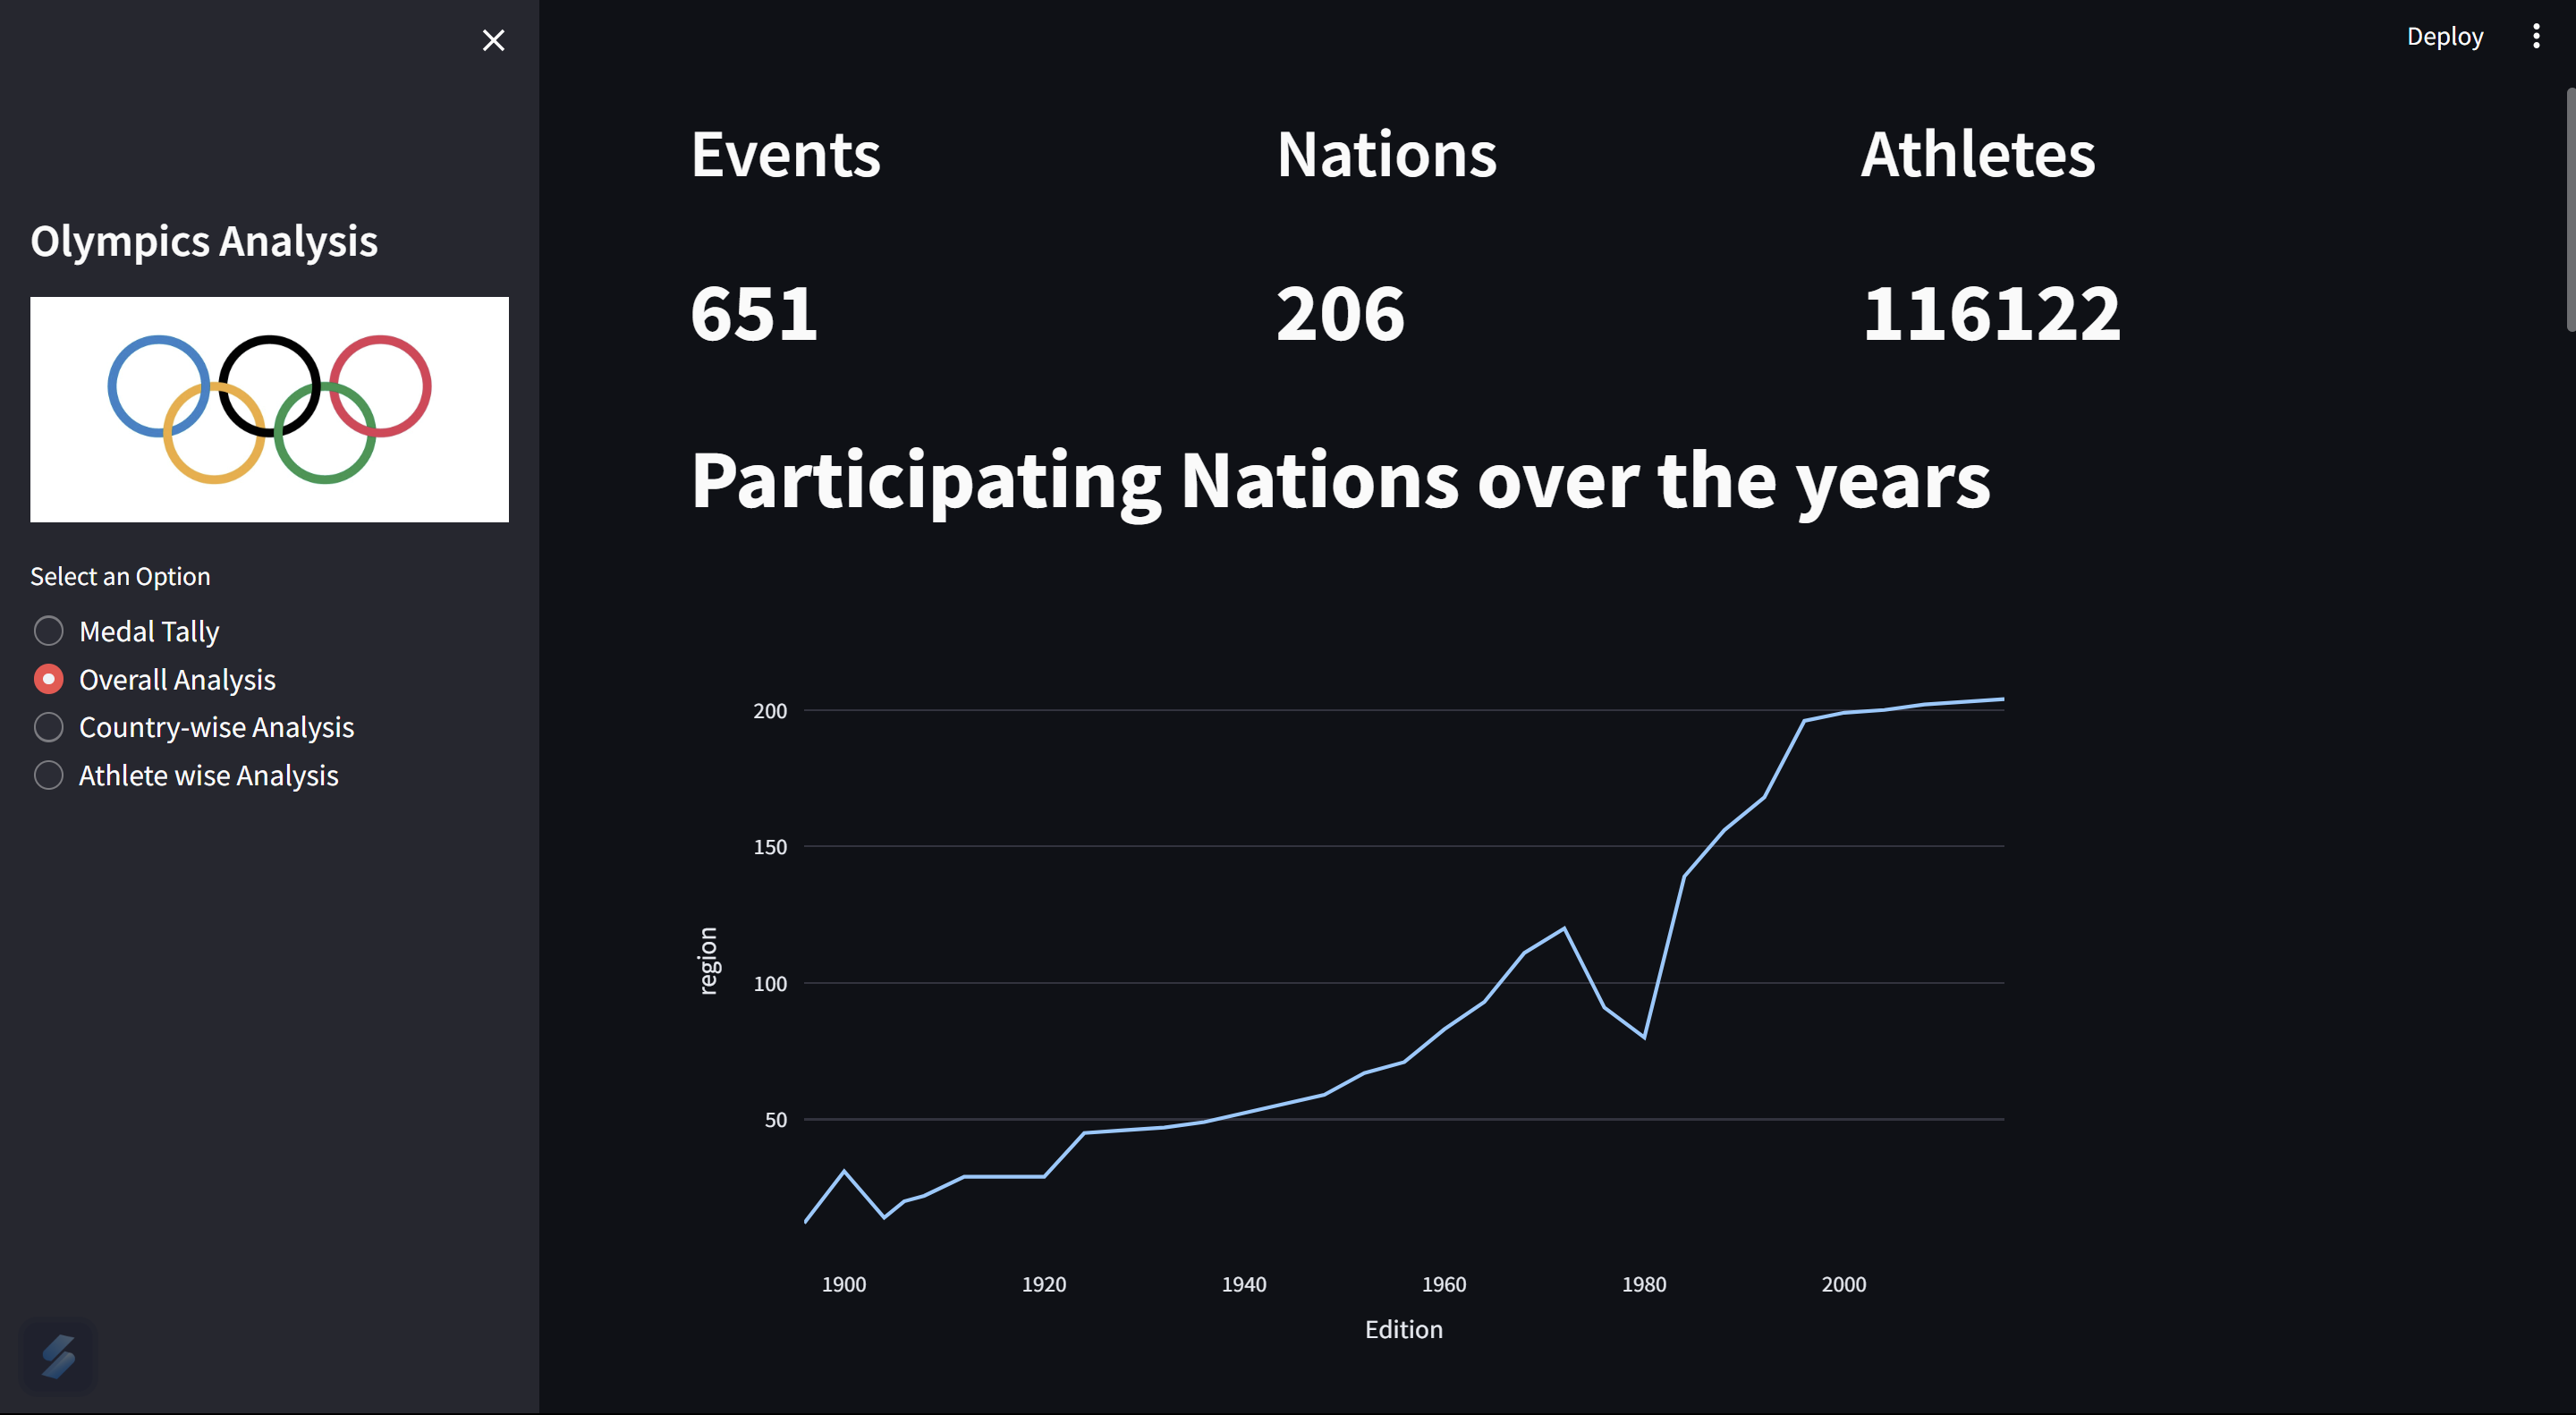 Deploy
Olympics Analysis
Select an Option
Medal Tally
Overall Analysis
Country-wise Analysis
Athlete wise Analysis
Events Nations Athletes
651 206 116122
Participating Nations over the years
200
150
100
50
region
1900 1920 1940 1960 1980 2000
Edition